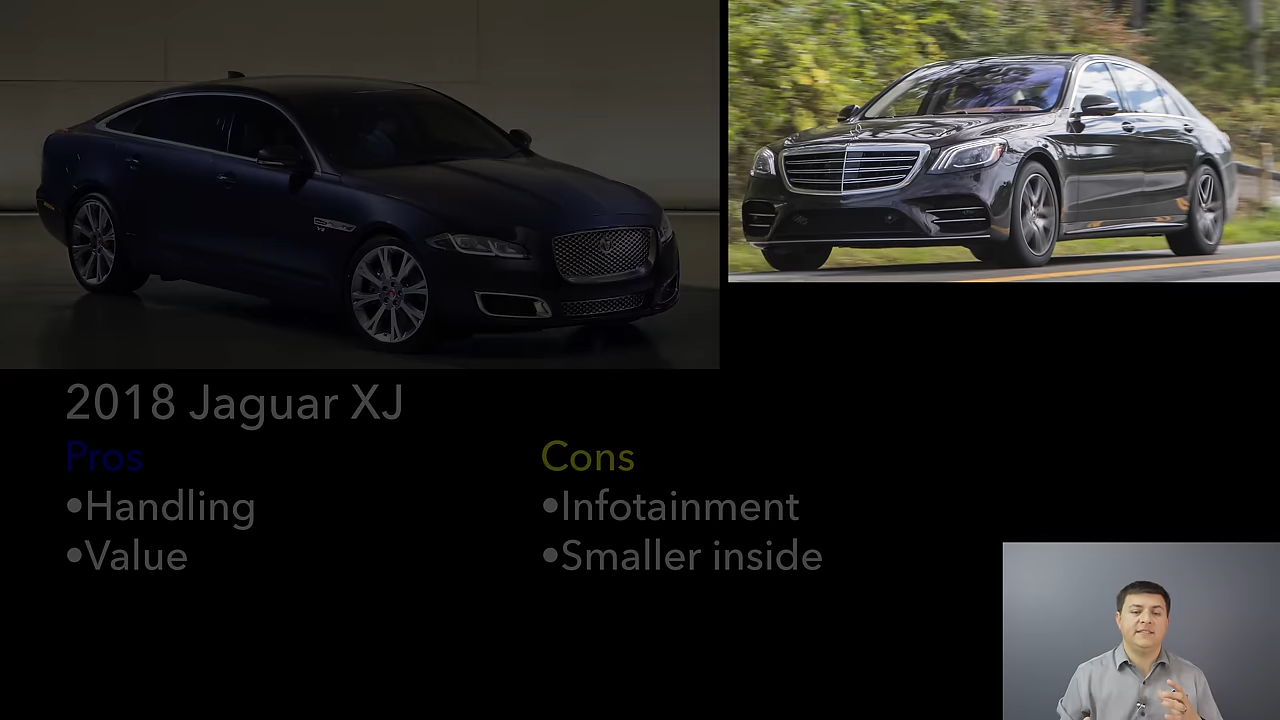 2018 Jaguar XJ
Pros
•Handling
•Value
Cons
•Infotainment
•Smaller inside